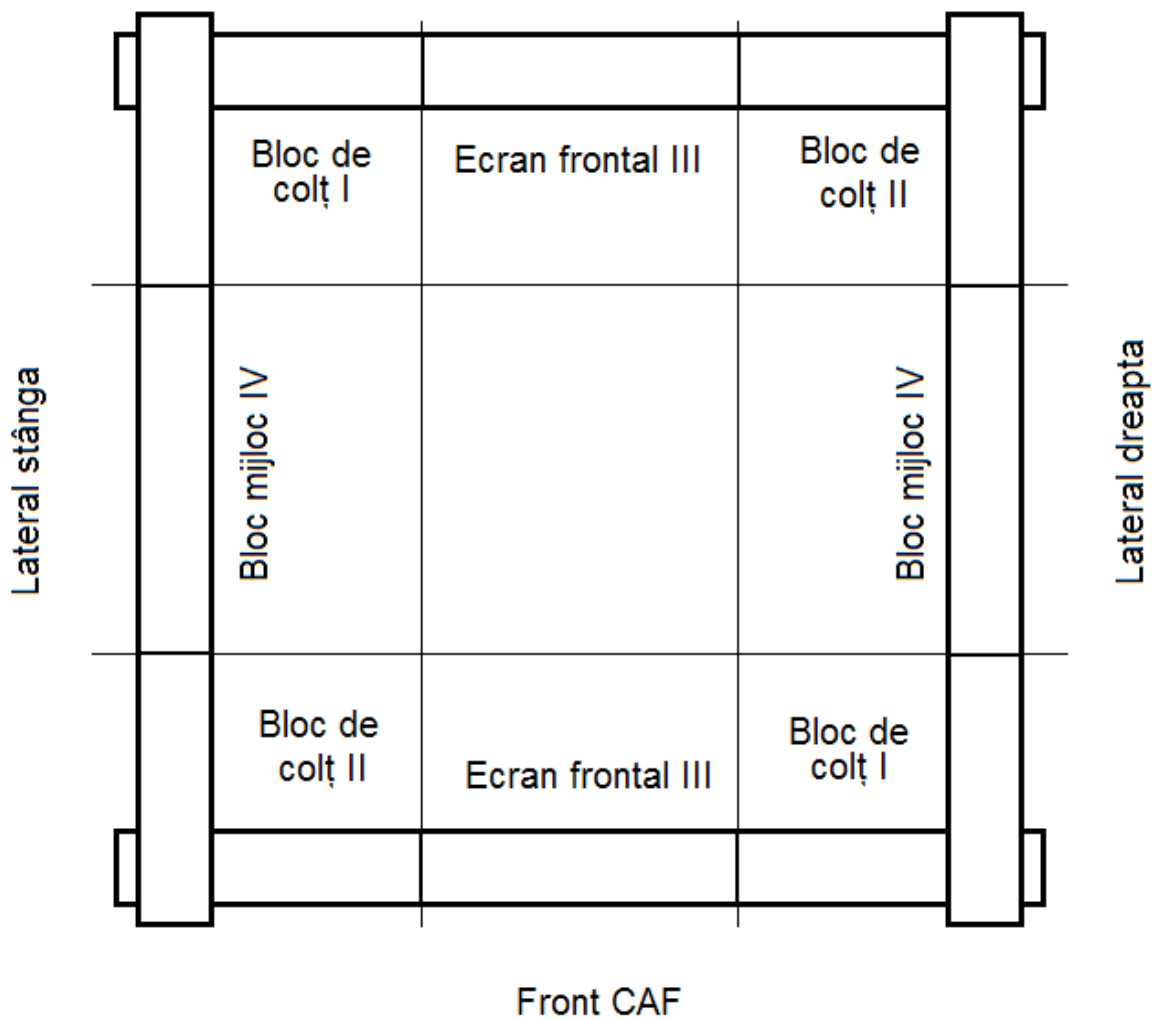 Bloc de
colț I
Ecran frontal III
Bloc de
colț II
Lateral stânga
Bloc mijloc IV
Bloc mijloc IV
Lateral dreapta
Bloc de
colț II
Ecran frontal III
Bloc de
colț I
Front CAF